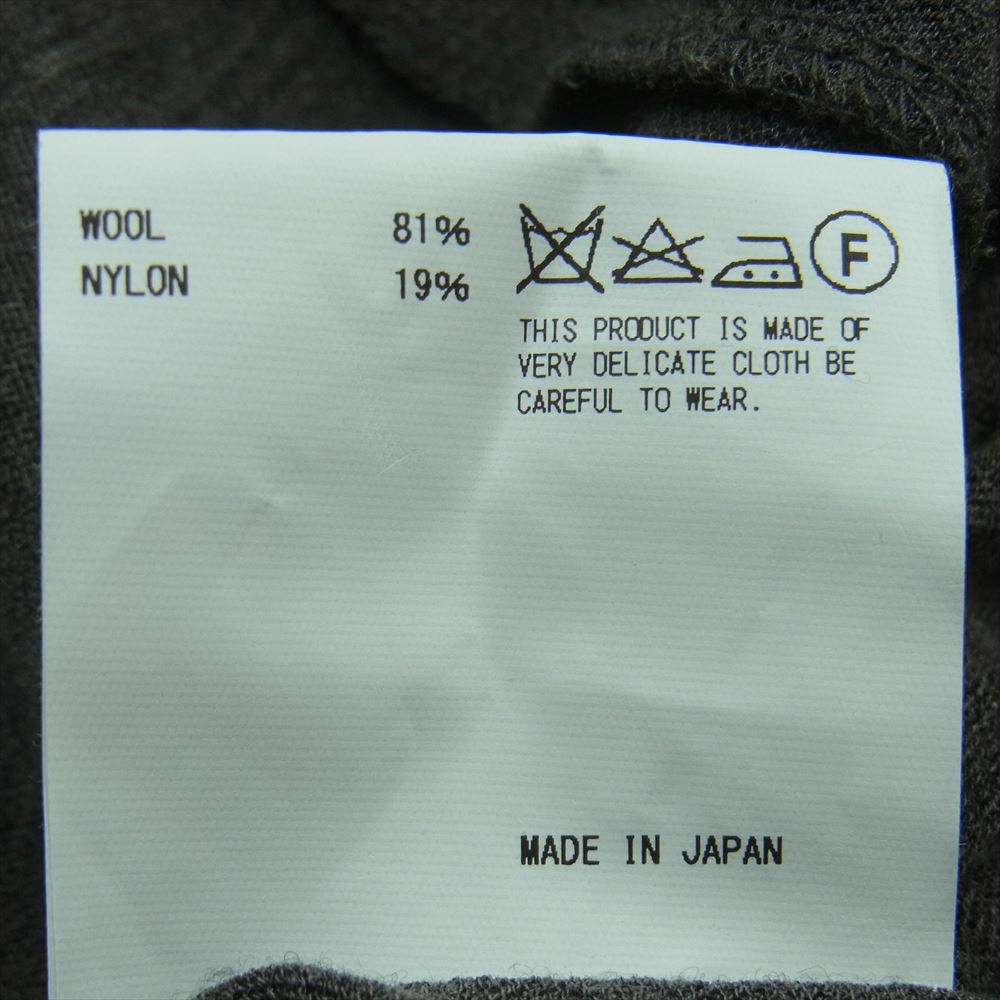 WOOL 81%
NYLON 19%
F
THIS PRODUCT IS MADE OF
VERY DELICATE CLOTH BE
CAREFUL TO WEAR.
MADE IN JAPAN